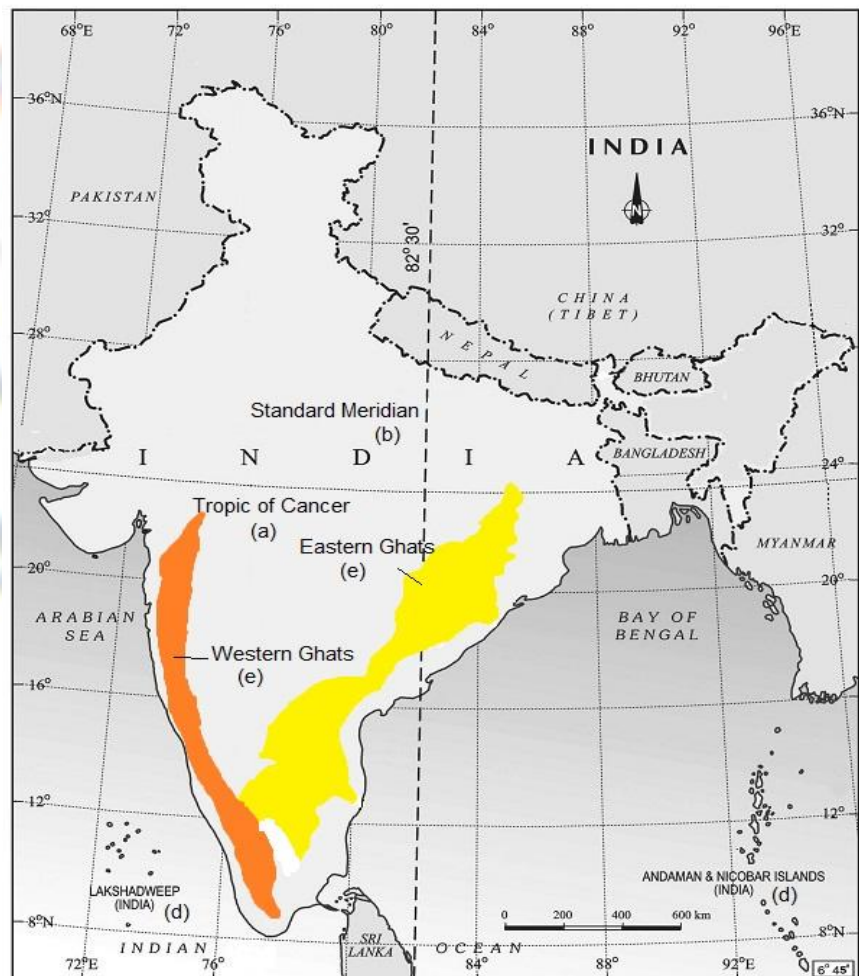 68°E 72° 76° 80° 84° 88° 92° 96°E
36°N
36°N
INDIA
N
PAKISTAN
32°
32°
82°30'
CHINA
(TIBET)
28°
28°
NEPAL
BHUTAN
Standard Meridian
(b)
I N D I A
BANGLADESH
24°
24°
Tropic of Cancer
(a)
Eastern Ghats
(e)
MYANMAR
20°
20°
ARABIAN
SEA
BAY OF
BENGAL
Western Ghats
(e)
16°
16°
12°
12°
LAKSHADWEEP
(INDIA)
(d)
ANDAMAN & NICOBAR ISLANDS
(INDIA) (d)
0 200 400 600 km
8°N
8°N
INDIAN OCEAN
SRI
LANKA
72°E 76° 80° 84° 88° 92°E
6°45'